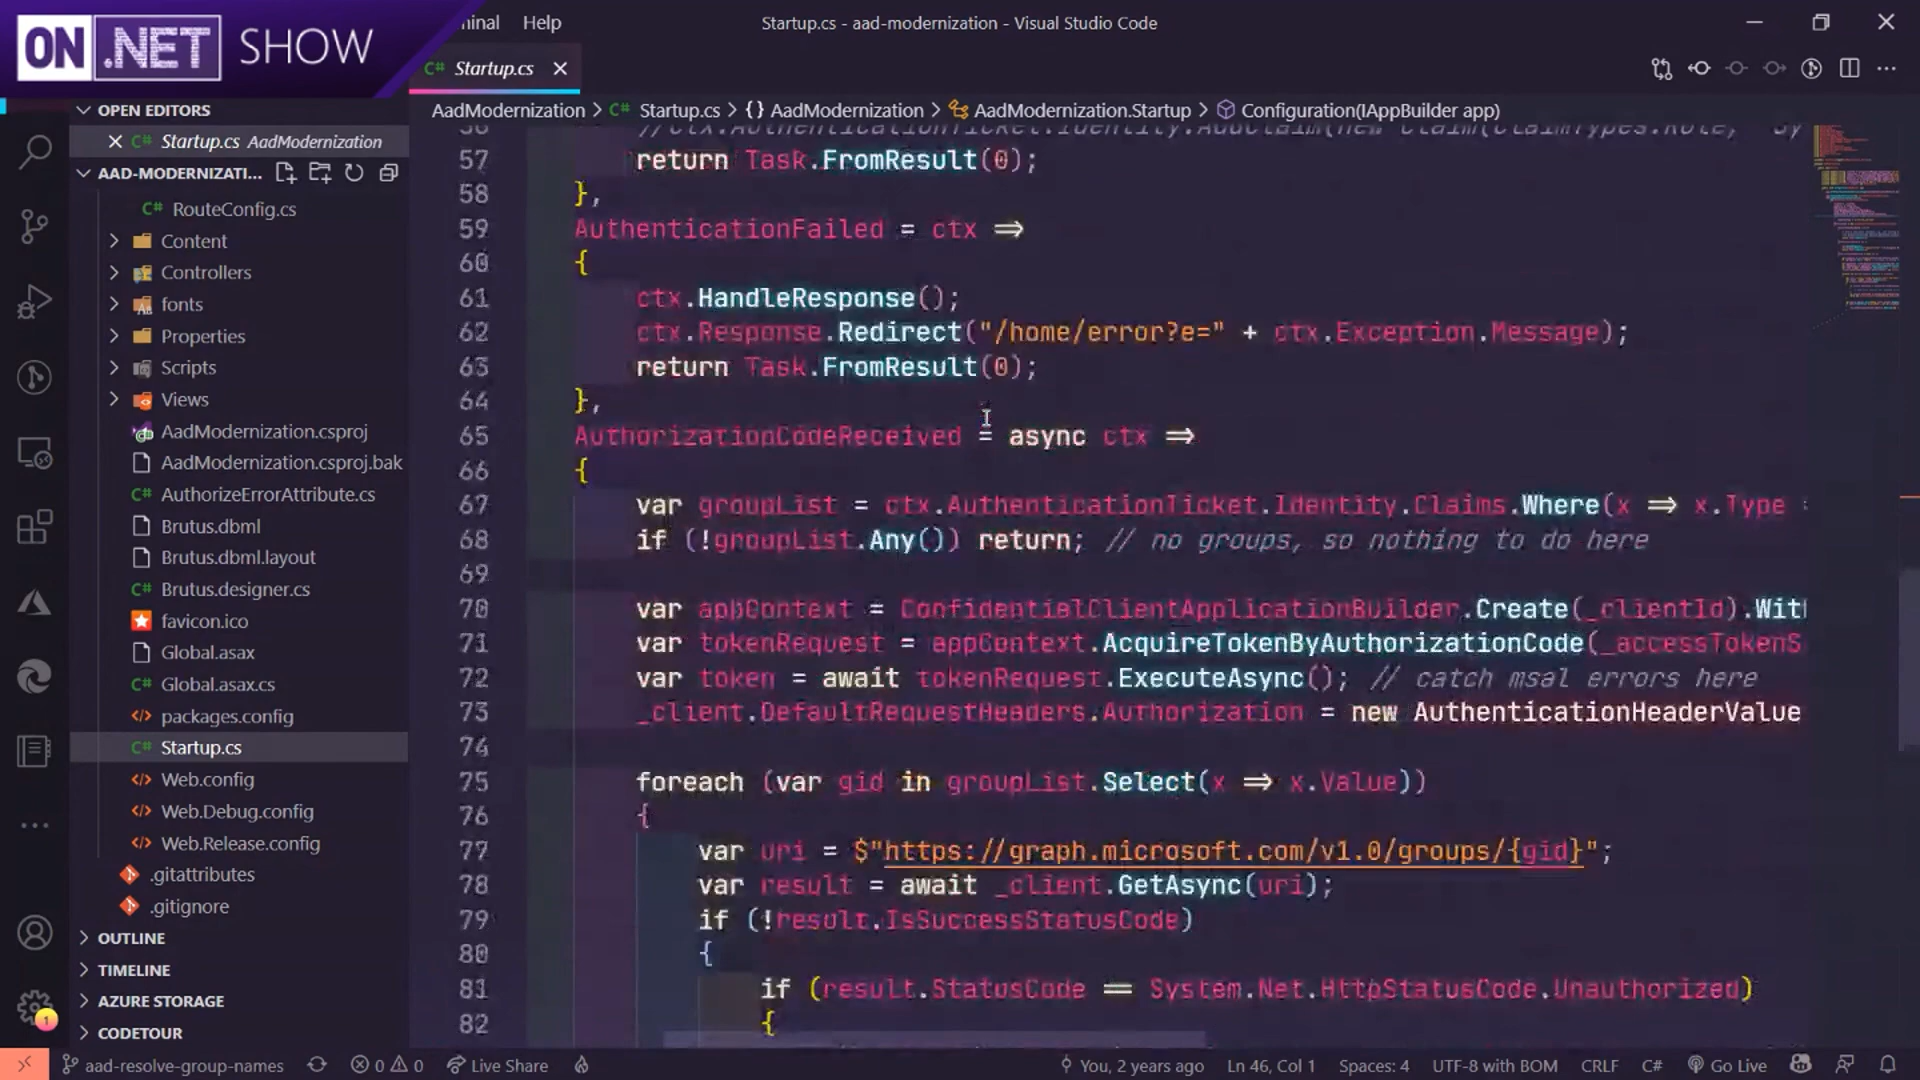 ON .NET SHOW
Help
Startup.cs - aad-modernization - Visual Studio Code
C# Startup.cs
OPEN EDITORS
Startup.cs AadModernization
AAD-MODERNIZATI...
C# RouteConfig.cs
Content
Controllers
fonts
Properties
Scripts
Views
AadModernization.csproj
AadModernization.csproj.bak
C# AuthorizeErrorAttribute.cs
Brutus.dbml
Brutus.dbml.layout
C# Brutus.designer.cs
favicon.ico
Global.asax
C# Global.asax.cs
packages.config
C# Startup.cs
Web.config
Web.Debug.config
Web.Release.config
.gitattributes
.gitignore
OUTLINE
TIMELINE
AZURE STORAGE
CODETOUR
AadModernization > C# Startup.cs > {} AadModernization > AadModernization.Startup > Configuration(IAppBuilder app)
57 return Task.FromResult(0);
58 },
59 AuthenticationFailed = ctx =>
60 {
61 ctx.HandleResponse();
62 ctx.Response.Redirect("/home/error?e=" + ctx.Exception.Message);
63 return Task.FromResult(0);
64 },
65 AuthorizationCodeReceived = async ctx =>
66 {
67 var groupList = ctx.AuthenticationTicket.Identity.Claims.Where(x => x.Type
68 if (!groupList.Any()) return; // no groups, so nothing to do here
69
70 var appContext = ConfidentialClientApplicationBuilder.Create(_clientId).Wit
71 var tokenRequest = appContext.AcquireTokenByAuthorizationCode(_accessTokenS
72 var token = await tokenRequest.ExecuteAsync(); // catch msal errors here
73 _client.DefaultRequestHeaders.Authorization = new AuthenticationHeaderValue
74
75 foreach (var gid in groupList.Select(x => x.Value))
76 {
77 var uri = $"https://graph.microsoft.com/v1.0/groups/{gid}";
78 var result = await _client.GetAsync(uri);
79 if (!result.IsSuccessStatusCode)
80 {
81 if (result.StatusCode == System.Net.HttpStatusCode.Unauthorized)
82 {
1
aad-resolve-group-names 0 0 Live Share You, 2 years ago Ln 46, Col 1 Spaces: 4 UTF-8 with BOM CRLF C# Go Live